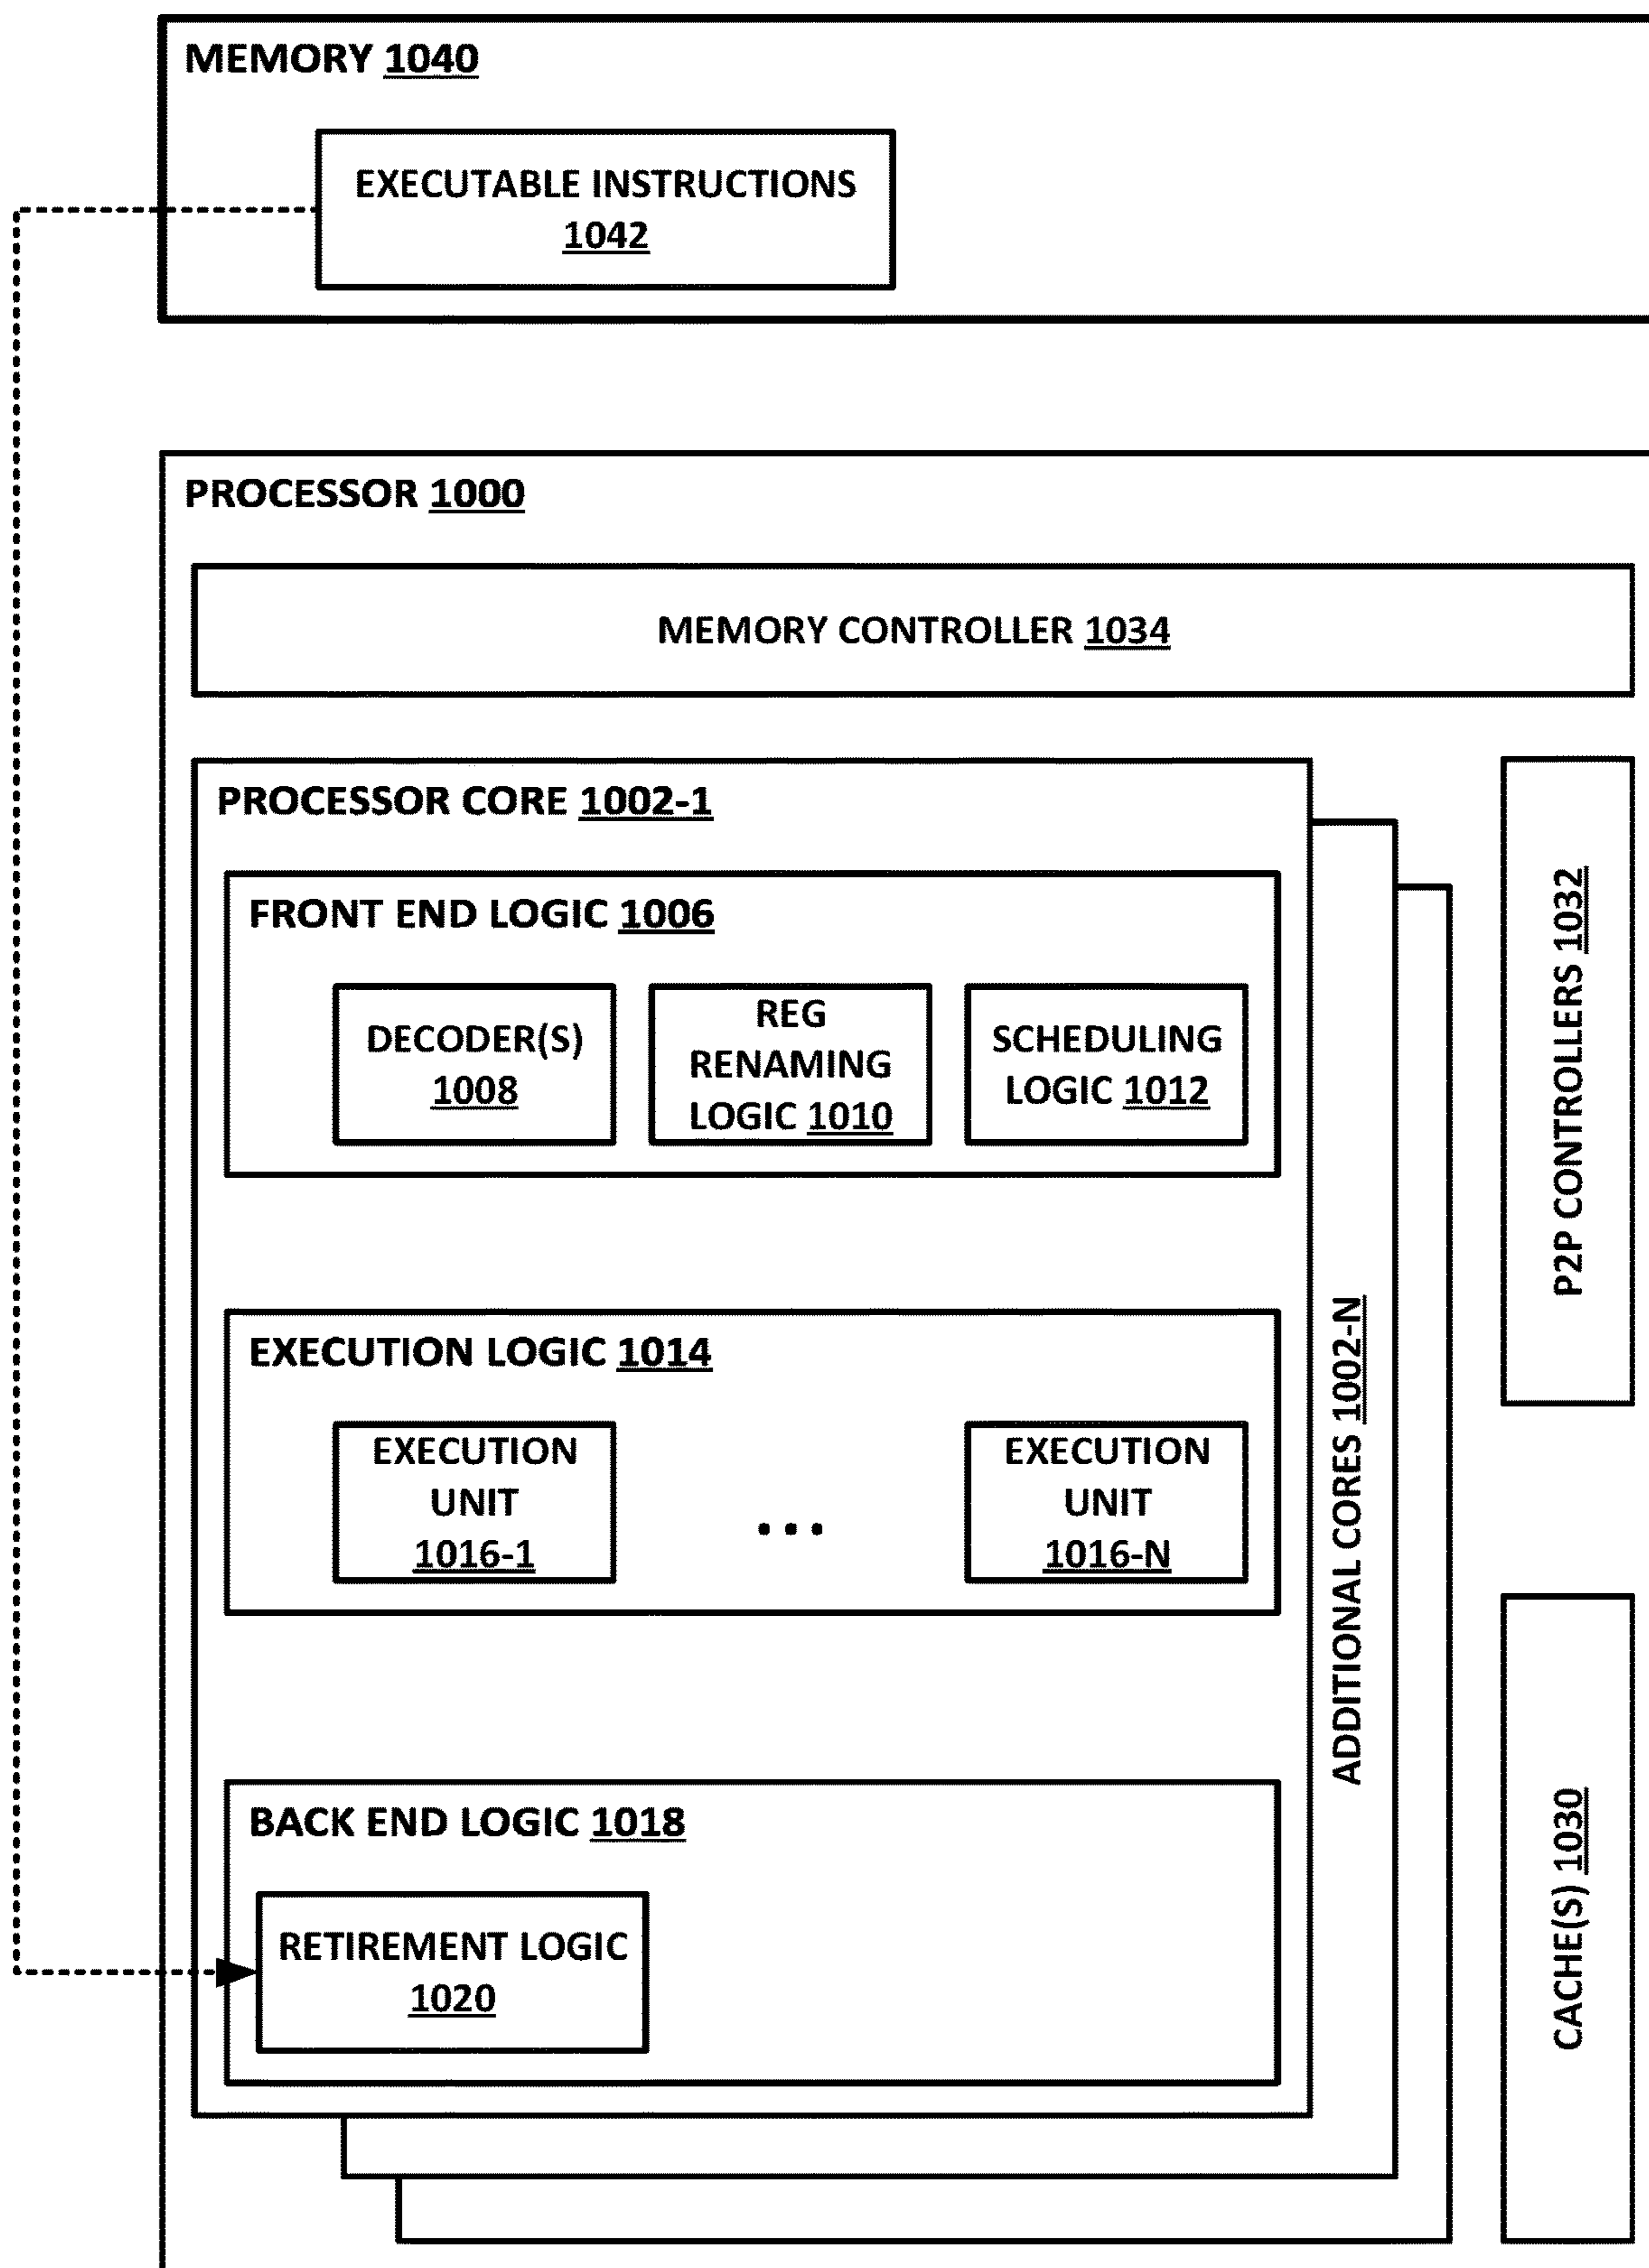 MEMORY 1040
EXECUTABLE INSTRUCTIONS
1042
PROCESSOR 1000
MEMORY CONTROLLER 1034
PROCESSOR CORE 1002-1
FRONT END LOGIC 1006
DECODER(S)
1008
REG
RENAMING
LOGIC 1010
SCHEDULING
LOGIC 1012
EXECUTION LOGIC 1014
EXECUTION
UNIT
1016-1
...
EXECUTION
UNIT
1016-N
BACK END LOGIC 1018
RETIREMENT LOGIC
1020
ADDITIONAL CORES 1002-N
P2P CONTROLLERS 1032
CACHE(S) 1030